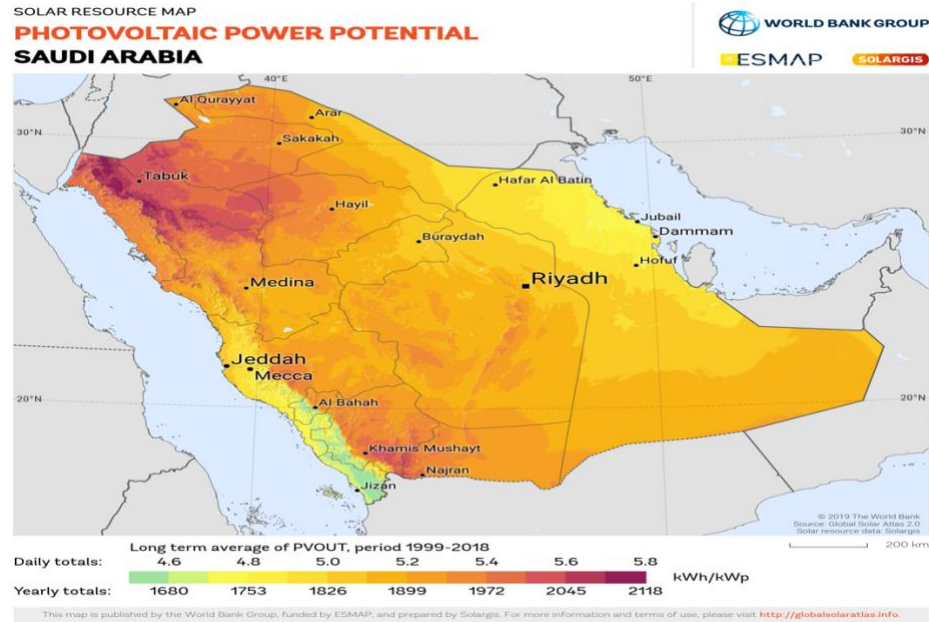 SOLAR RESOURCE MAP
PHOTOVOLTAIC POWER POTENTIAL
SAUDI ARABIA
WORLD BANK GROUP
ESMAP
SOLARGIS
40°E
50°E
Al Qurayyat
Arar
30°N
30°N
Sakakah
Tabuk
Hafar Al Batin
Hayil
Jubail
Dammam
Buraydah
Hofuf
Riyadh
Medina
Jeddah
Mecca
20°N
20°N
Al Bahah
Khamis Mushayt
Najran
Jizan
© 2019 The World Bank
Source: Global Solar Atlas 2.0
Solar resource data: Solargis
200 km
Long term average of PVOUT, period 1999-2018
Daily totals: 4.6 4.8 5.0 5.2 5.4 5.6 5.8
kWh/kWp
Yearly totals: 1680 1753 1826 1899 1972 2045 2118
This map is published by the World Bank Group, funded by ESMAP, and prepared by Solargis. For more information and terms of use, please visit http://globalsolaratlas.info.